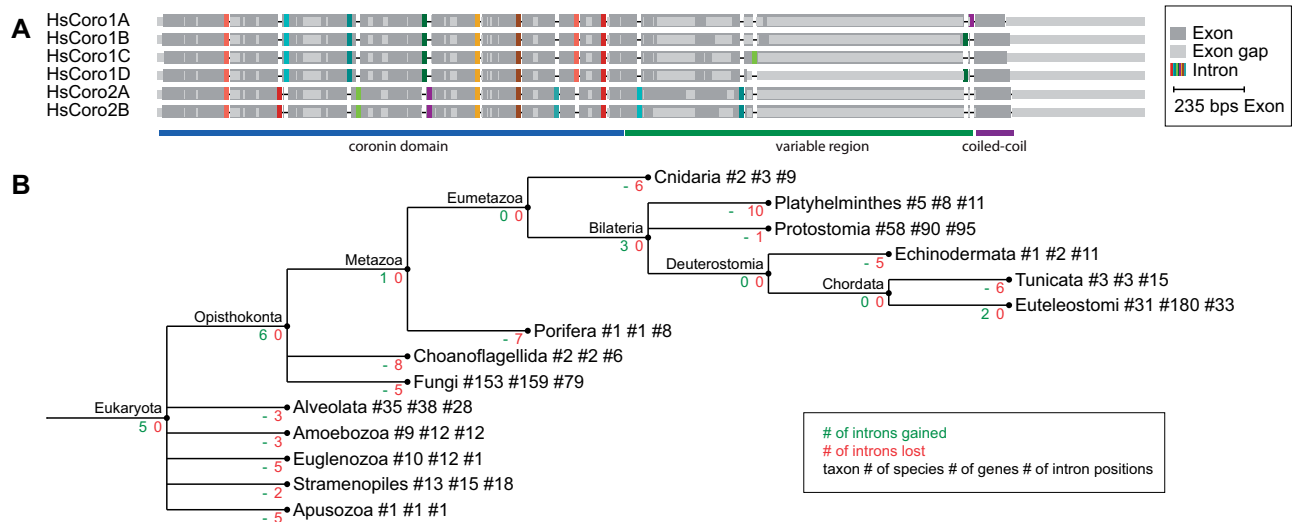 A
HsCoro1A
HsCoro1B
HsCoro1C
HsCoro1D
HsCoro2A
HsCoro2B
coronin domain
variable region
coiled-coil
Exon
Exon gap
Intron
235 bps Exon
B
Cnidaria #2 #3 #9
- 6
Eumetazoa
0 0
Platyhelminthes #5 #8 #11
- 10
Bilateria
3 0
Protostomia #58 #90 #95
- 1
Echinodermata #1 #2 #11
- 5
Deuterostomia
0 0
Metazoa
1 0
Tunicata #3 #3 #15
- 6
Chordata
0 0
Euteleostomi #31 #180 #33
2 0
Opisthokonta
6 0
Porifera #1 #1 #8
- 7
Choanoflagellida #2 #2 #6
- 8
Fungi #153 #159 #79
- 5
Eukaryota
5 0
Alveolata #35 #38 #28
- 3
Amoebozoa #9 #12 #12
- 3
Euglenozoa #10 #12 #1
- 5
Stramenopiles #13 #15 #18
- 2
Apusozoa #1 #1 #1
- 5
# of introns gained
# of introns lost
taxon # of species # of genes # of intron positions